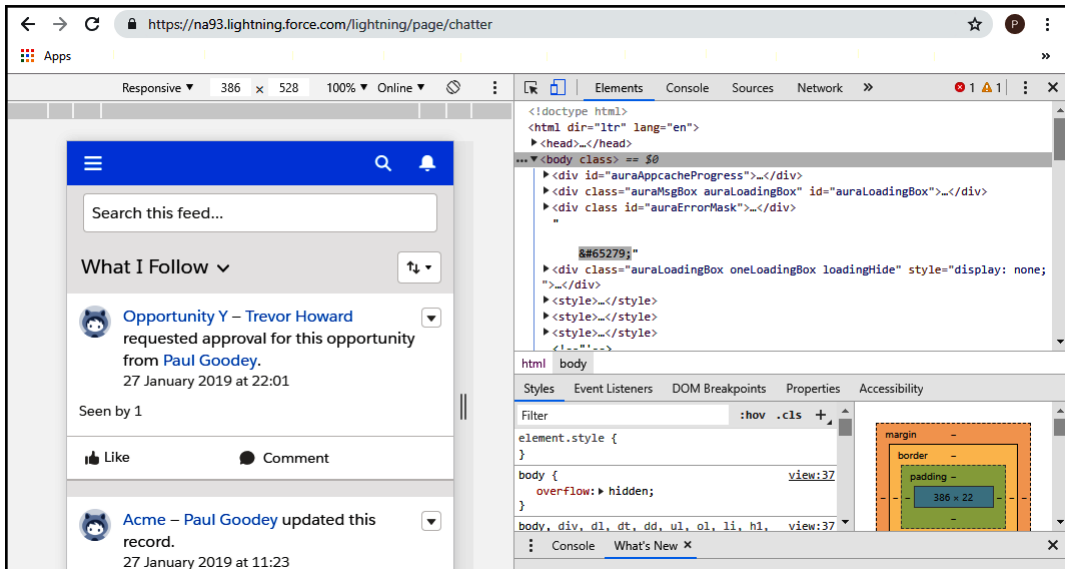 https://na93.lightning.force.com/lightning/page/chatter
P
Apps
»
Responsive ▼ 386 x 528 100% ▼ Online ▼
Elements Console Sources Network » 1 1
Search this feed...
What I Follow
Opportunity Y – Trevor Howard
requested approval for this opportunity
from Paul Goodey.
27 January 2019 at 22:01
Seen by 1
Like Comment
Acme – Paul Goodey updated this
record.
27 January 2019 at 11:23
<!doctype html>
<html dir="ltr" lang="en">
▶<head>…</head>
…▼<body class> == $0
▶<div id="auraAppcacheProgress">…</div>
▶<div class="auraMsgBox auraLoadingBox" id="auraLoadingBox">…</div>
▶<div class id="auraErrorMask">…</div>
"
&#65279;"
▶<div class="auraLoadingBox oneLoadingBox loadingHide" style="display: none;
">…</div>
▶<style>…</style>
▶<style>…</style>
▶<style>…</style>
html body
Styles Event Listeners DOM Breakpoints Properties Accessibility
Filter :hov .cls +
element.style {
}
body { view:37
overflow:▶ hidden;
}
body, div, dl, dt, dd, ul, ol, li, h1, view:37
margin –
border –
padding –
– – – 386 × 22 – – –
–
Console What's New ×